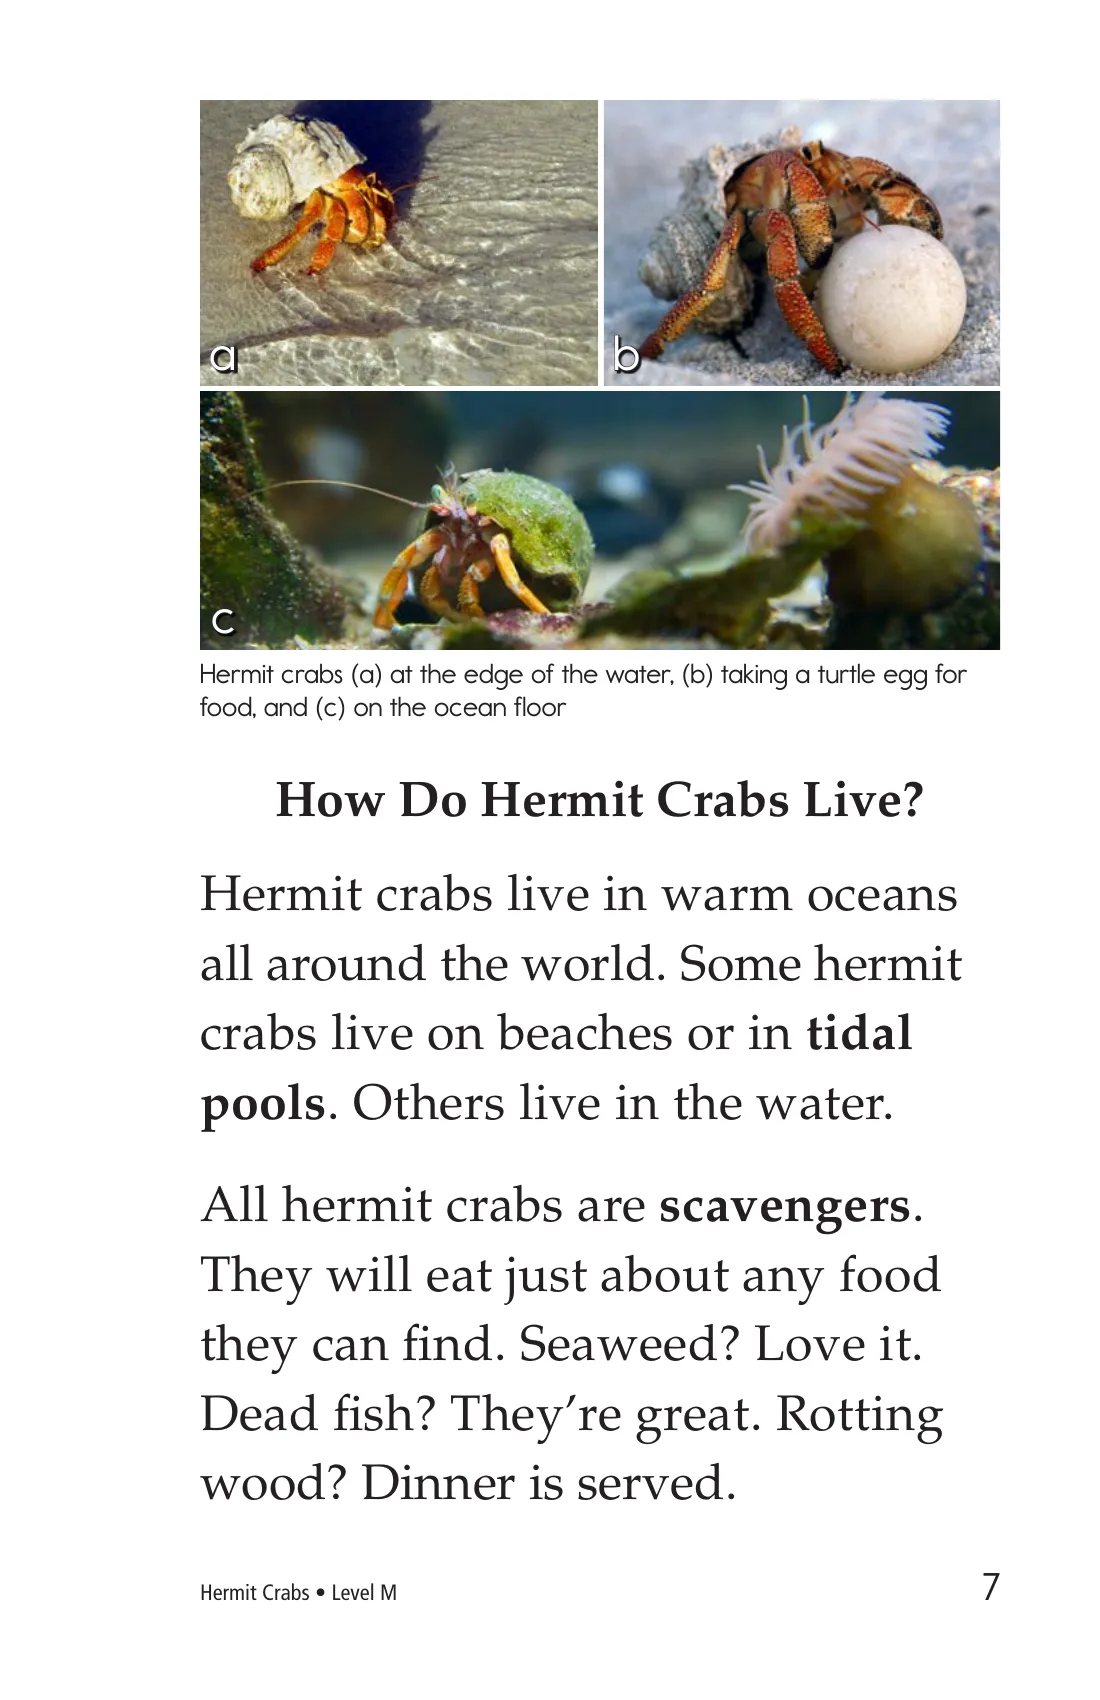 a
b
c
Hermit crabs (a) at the edge of the water, (b) taking a turtle egg for
food, and (c) on the ocean floor
How Do Hermit Crabs Live?
Hermit crabs live in warm oceans
all around the world. Some hermit
crabs live on beaches or in tidal
pools. Others live in the water.
All hermit crabs are scavengers.
They will eat just about any food
they can find. Seaweed? Love it.
Dead fish? They’re great. Rotting
wood? Dinner is served.
Hermit Crabs • Level M
7